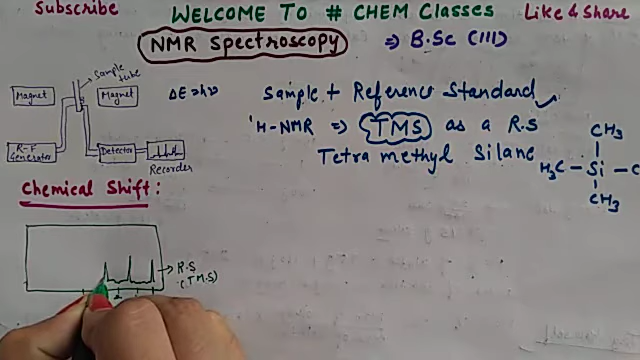 Subscribe
WELCOME TO # CHEM Classes
Like & Share
NMR Spectroscopy
⇒ B.Sc (III)
Sample tube
Magnet
Magnet
ΔE = hν
R-F Generator
Detector
Recorder
Sample + Reference Standard
¹H-NMR ⇒ TMS as a R.S
Tetra methyl Silane
CH3
H3C-Si-C
CH3
Chemical Shift:
R.S
(TMS)
2